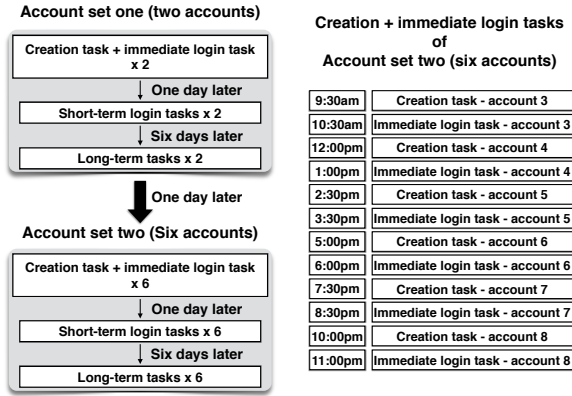 Account set one (two accounts)
Creation task + immediate login task
x 2
One day later
Short-term login tasks x 2
Six days later
Long-term tasks x 2
One day later
Account set two (Six accounts)
Creation task + immediate login task
x 6
One day later
Short-term login tasks x 6
Six days later
Long-term tasks x 6
Creation + immediate login tasks
of
Account set two (six accounts)
9:30am Creation task - account 3
10:30am Immediate login task - account 3
12:00pm Creation task - account 4
1:00pm Immediate login task - account 4
2:30pm Creation task - account 5
3:30pm Immediate login task - account 5
5:00pm Creation task - account 6
6:00pm Immediate login task - account 6
7:30pm Creation task - account 7
8:30pm Immediate login task - account 7
10:00pm Creation task - account 8
11:00pm Immediate login task - account 8